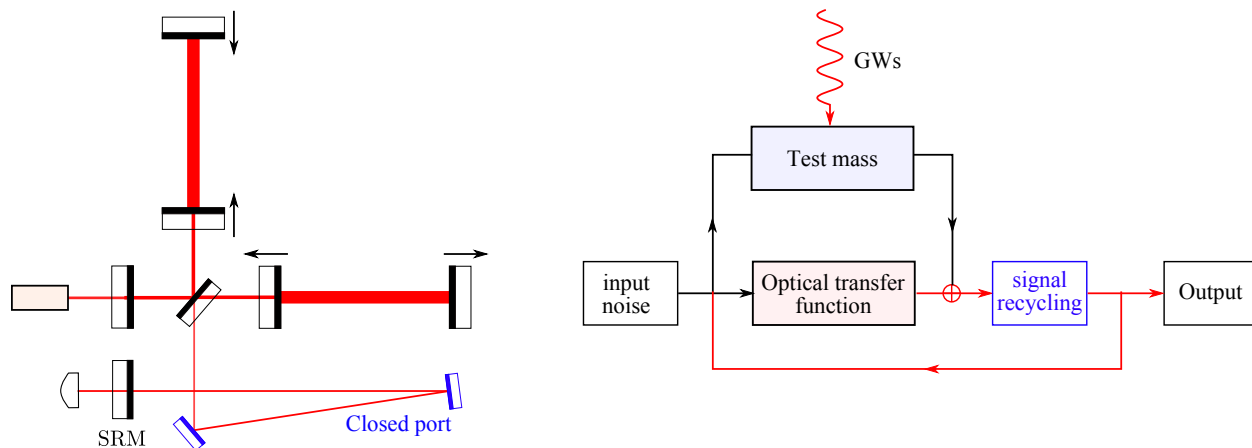 GWs
Test mass
input
noise
Optical transfer
function
signal
recycling
Output
Closed port
SRM